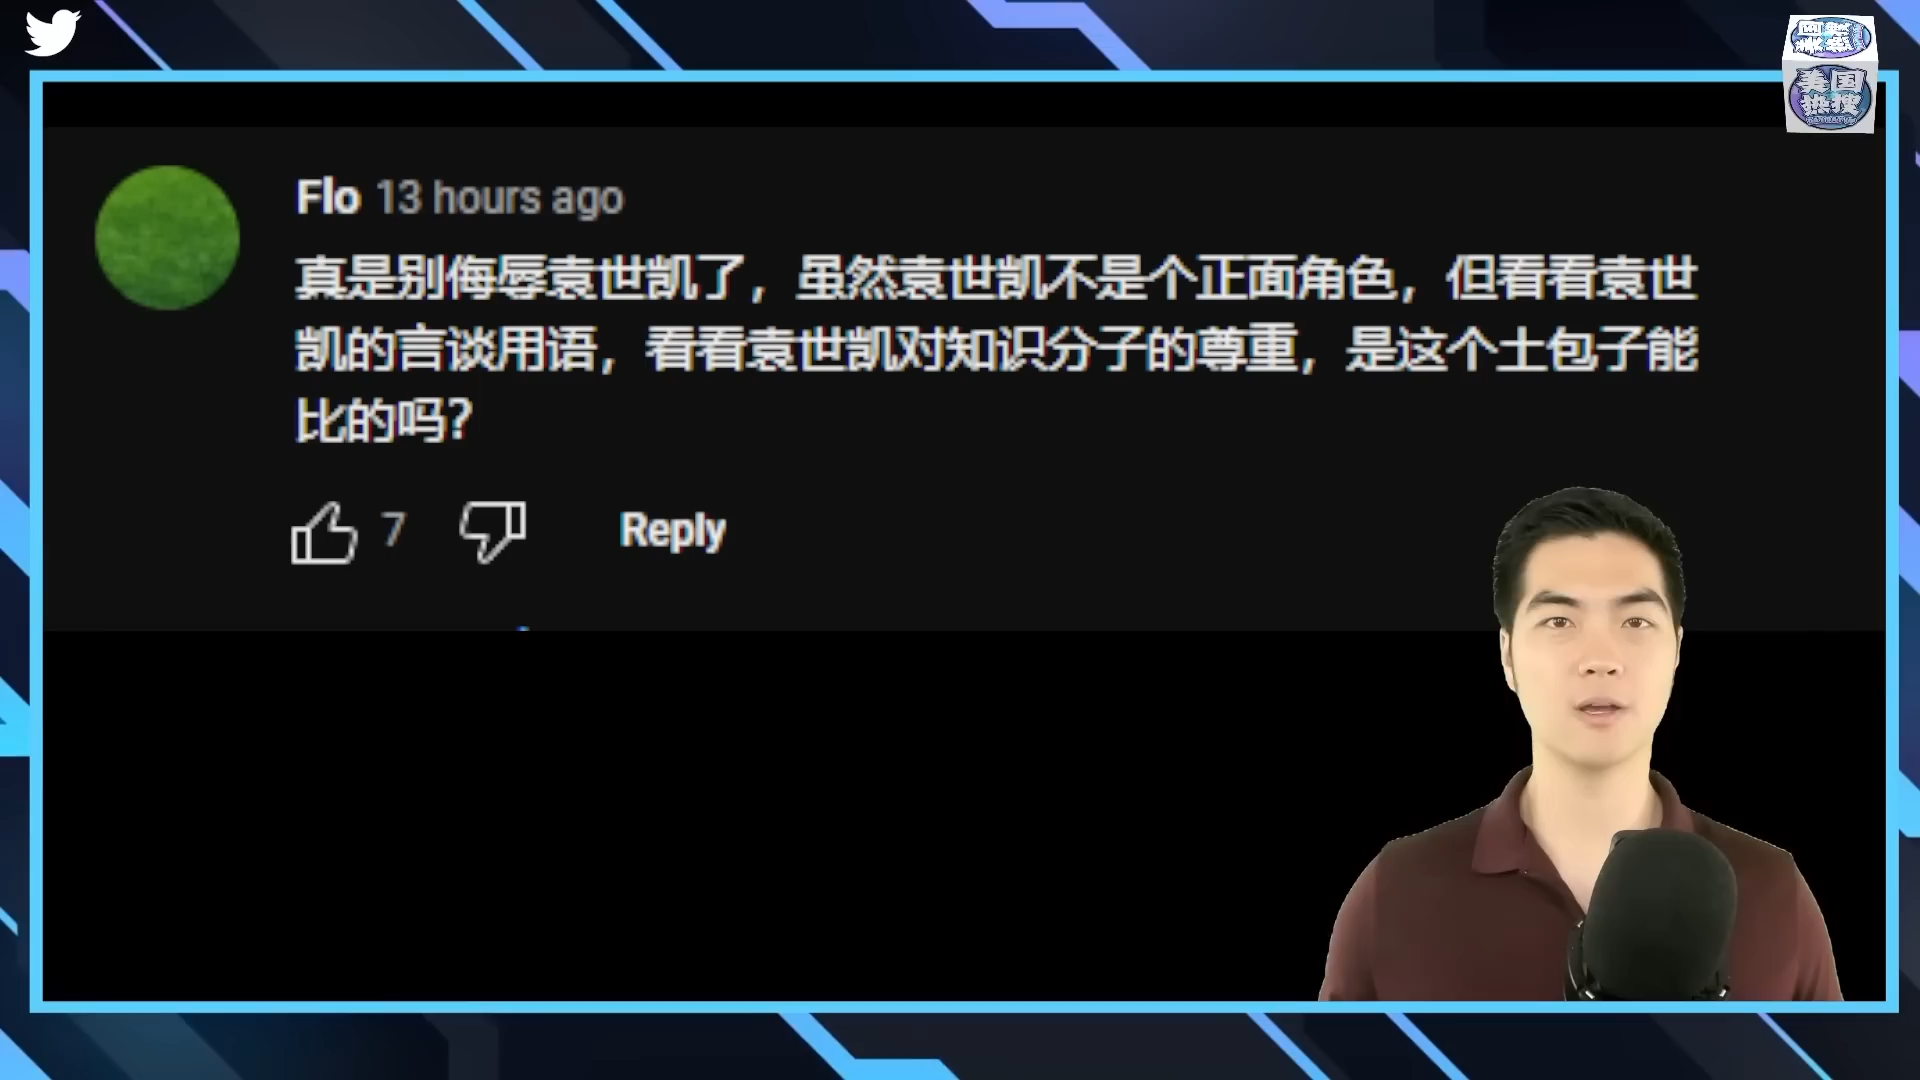 美国
热搜
Flo 13 hours ago
真是别侮辱袁世凯了，虽然袁世凯不是个正面角色，但看看袁世
凯的言谈用语，看看袁世凯对知识分子的尊重，是这个土包子能
比的吗？
7 Reply